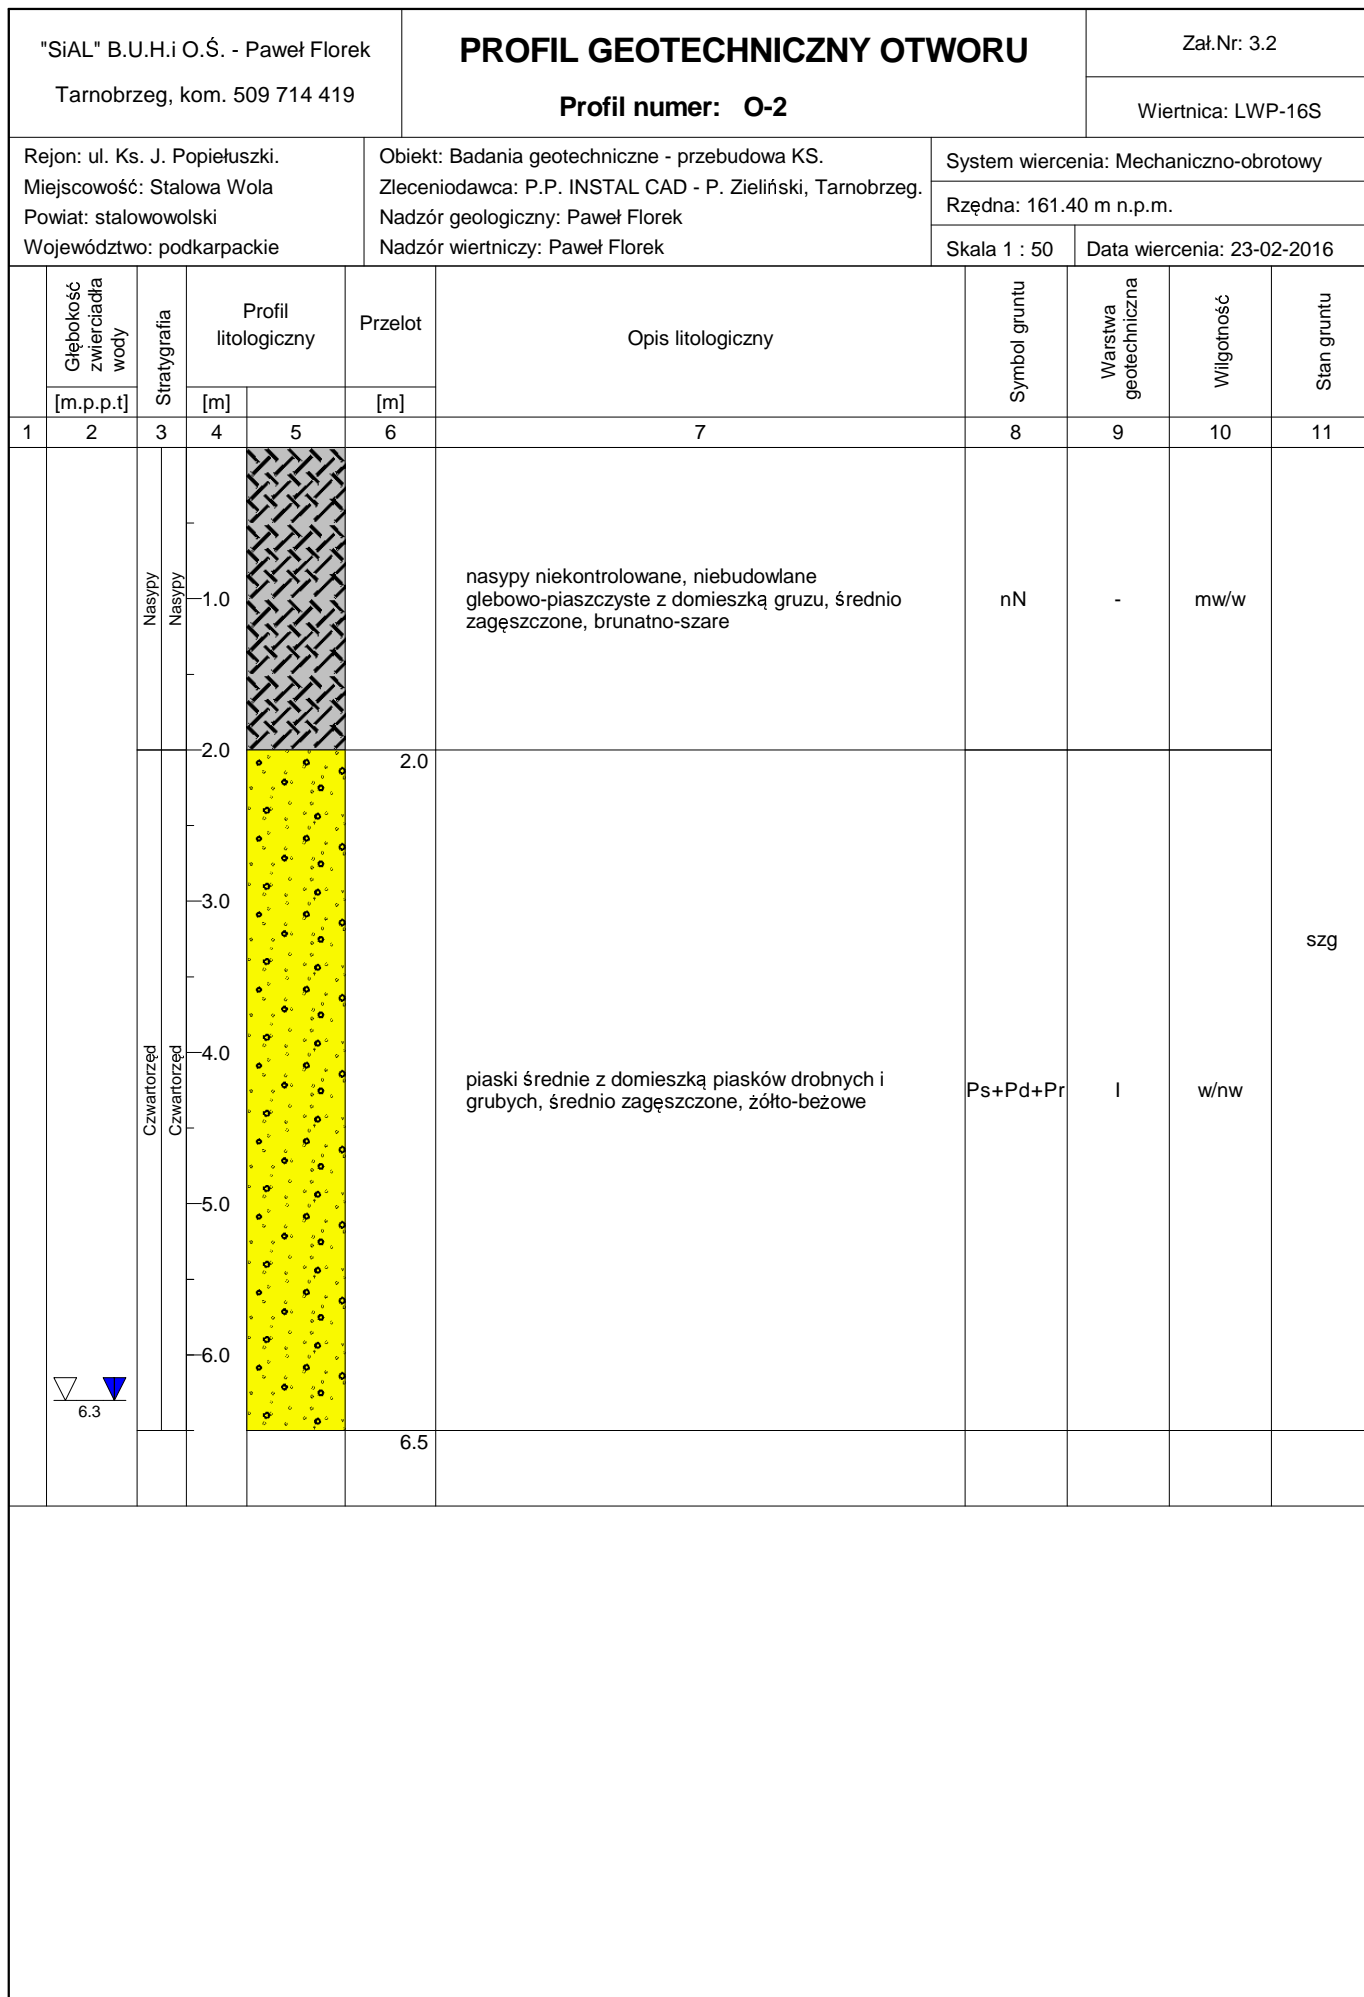 "SiAL" B.U.H.i O.Ś. - Paweł Florek
Tarnobrzeg, kom. 509 714 419
PROFIL GEOTECHNICZNY OTWORU
Profil numer: O-2
Zał.Nr: 3.2
Wiertnica: LWP-16S
Rejon: ul. Ks. J. Popiełuszki.
Miejscowość: Stalowa Wola
Powiat: stalowowolski
Województwo: podkarpackie
Obiekt: Badania geotechniczne - przebudowa KS.
Zleceniodawca: P.P. INSTAL CAD - P. Zieliński, Tarnobrzeg.
Nadzór geologiczny: Paweł Florek
Nadzór wiertniczy: Paweł Florek
System wiercenia: Mechaniczno-obrotowy
Rzędna: 161.40 m n.p.m.
Skala 1 : 50
Data wiercenia: 23-02-2016
Głębokość
zwierciadła
wody
[m.p.p.t]
Stratygrafia
Profil
litologiczny
[m]
Przelot
[m]
Opis litologiczny
Symbol gruntu
Warstwa
geotechniczna
Wilgotność
Stan gruntu
1 2 3 4 5 6 7 8 9 10 11
Nasypy
Nasypy
1.0
nasypy niekontrolowane, niebudowlane
glebowo-piaszczyste z domieszką gruzu, średnio
zagęszczone, brunatno-szare
nN
-
mw/w
2.0
2.0
3.0
szg
Czwartorzęd
Czwartorzęd
4.0
piaski średnie z domieszką piasków drobnych i
grubych, średnio zagęszczone, żółto-beżowe
Ps+Pd+Pr
I
w/nw
5.0
6.0
6.3
6.5